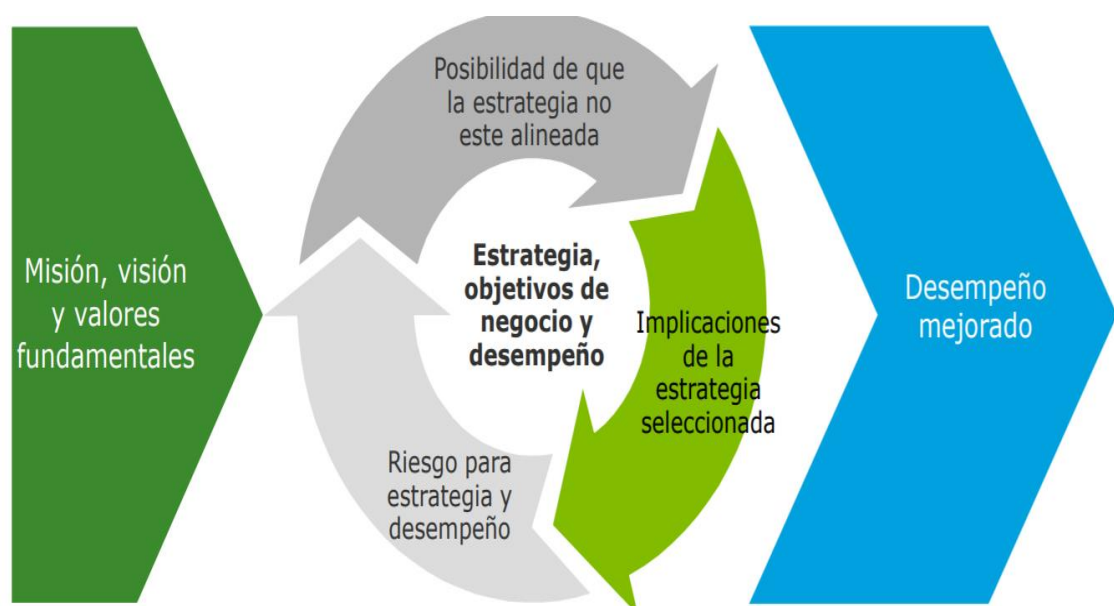 Misión, visión
y valores
fundamentales
Posibilidad de que
la estrategia no
este alineada
Estrategia,
objetivos de
negocio y
desempeño
Implicaciones
de la
estrategia
seleccionada
Riesgo para
estrategia y
desempeño
Desempeño
mejorado